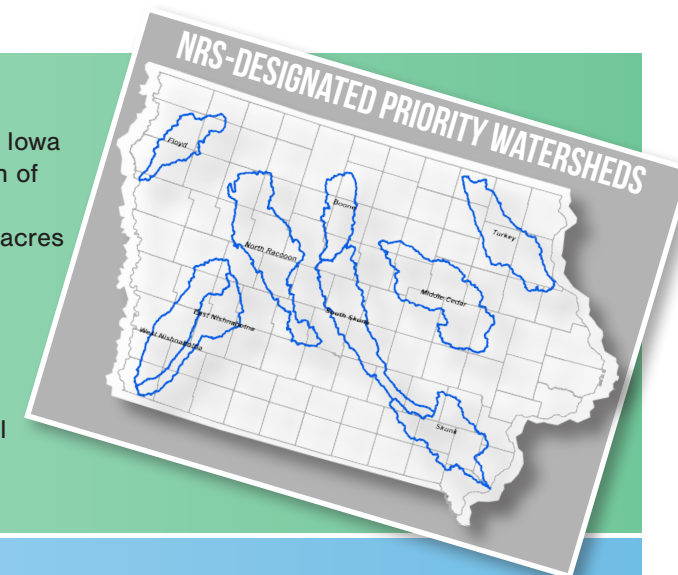 NRS-DESIGNATED PRIORITY WATERSHEDS
Iowa
of
acres
Floyd
Boone
Turkey
North Raccoon
Middle Cedar
East Nishnabotna
South Skunk
West Nishnabotna
Skunk